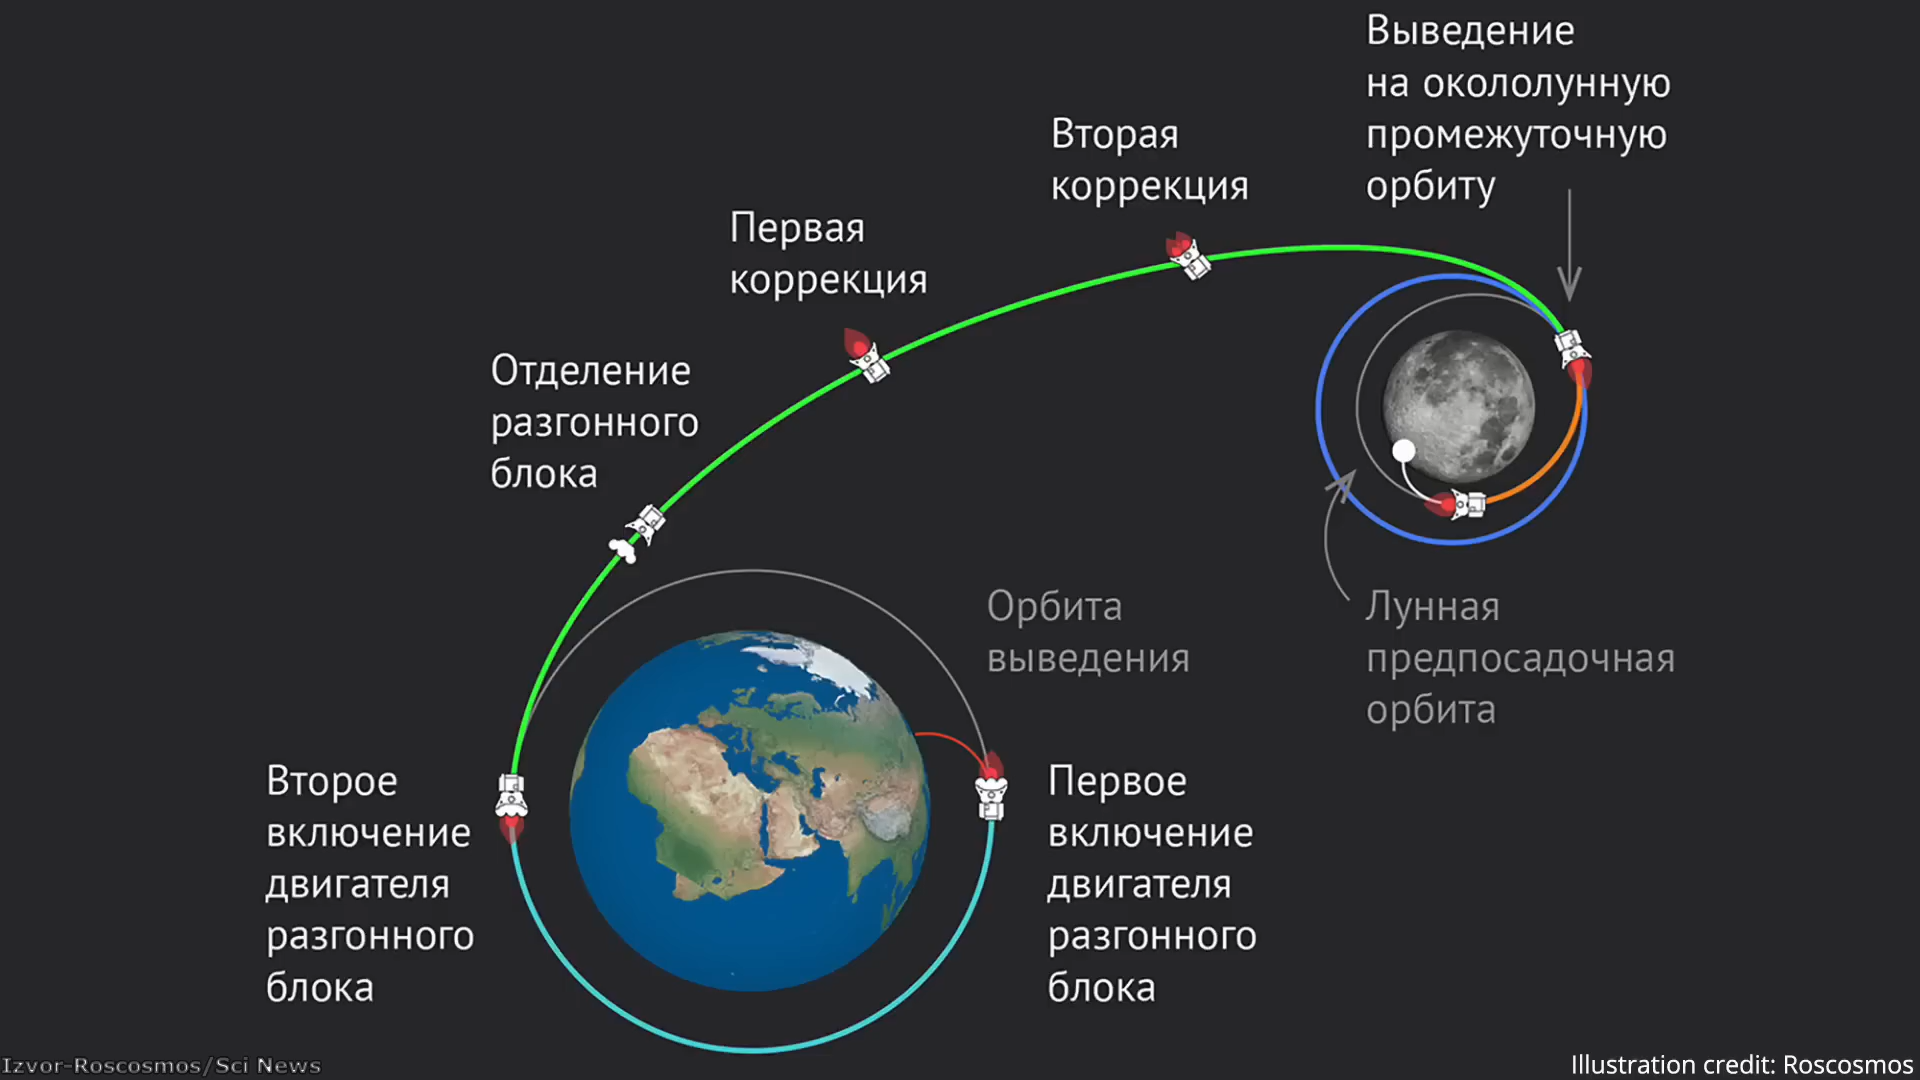 Выведение
на окололунную
промежуточную
орбиту
Вторая
коррекция
Первая
коррекция
Отделение
разгонного
блока
Орбита
выведения
Лунная
предпосадочная
орбита
Второе
включение
двигателя
разгонного
блока
Первое
включение
двигателя
разгонного
блока
Izvor-Roscosmos/Sci News
Illustration credit: Roscosmos